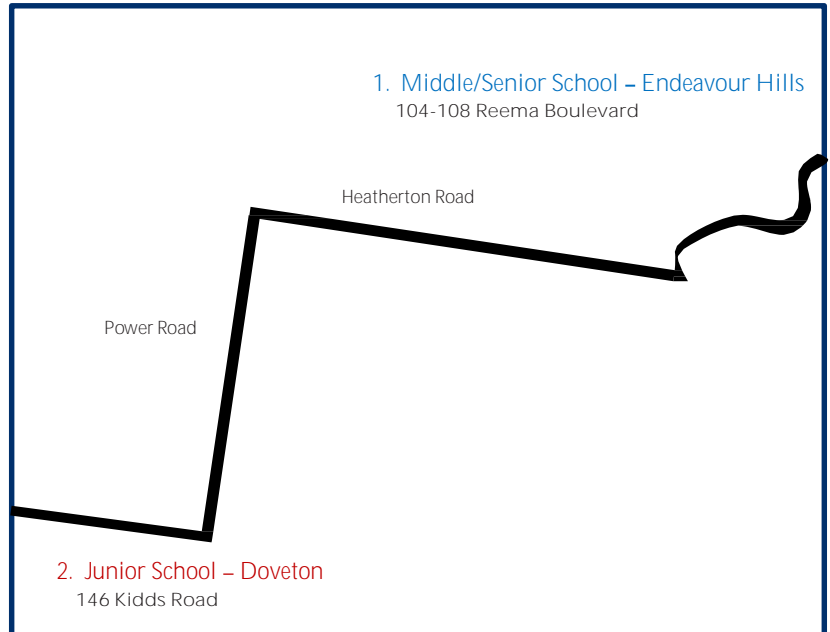 1. Middle/Senior School – Endeavour Hills
104-108 Reema Boulevard
Heatherton Road
Power Road
2. Junior School – Doveton
146 Kidds Road